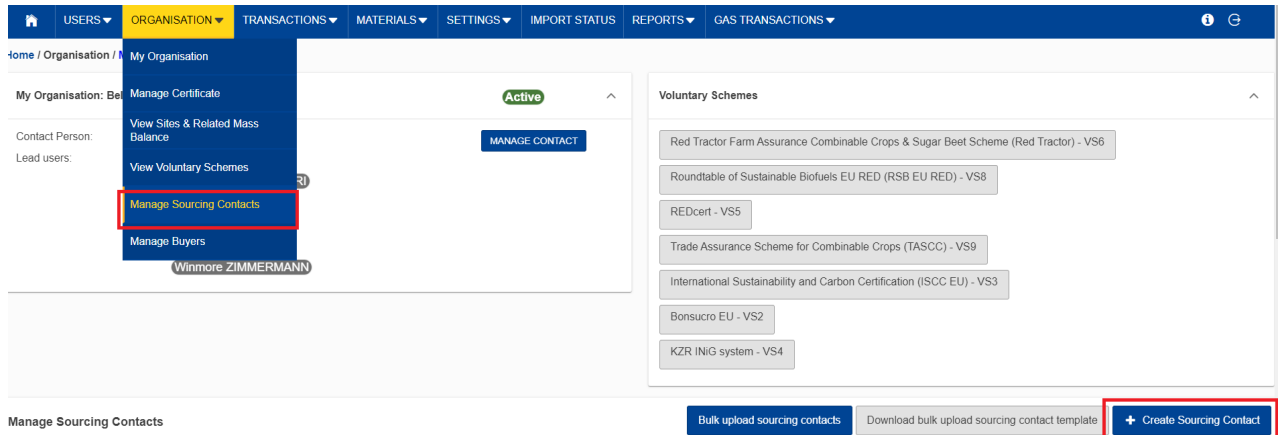 USERS ORGANISATION TRANSACTIONS MATERIALS SETTINGS IMPORT STATUS REPORTS GAS TRANSACTIONS
Home / Organisation /
My Organisation
Manage Certificate
View Sites & Related Mass
Balance
View Voluntary Schemes
Manage Sourcing Contacts
Manage Buyers
My Organisation: Bel
Active
Contact Person:
MANAGE CONTACT
Lead users:
RI
Winmore ZIMMERMANN
Voluntary Schemes
Red Tractor Farm Assurance Combinable Crops & Sugar Beet Scheme (Red Tractor) - VS6
Roundtable of Sustainable Biofuels EU RED (RSB EU RED) - VS8
REDcert - VS5
Trade Assurance Scheme for Combinable Crops (TASCC) - VS9
International Sustainability and Carbon Certification (ISCC EU) - VS3
Bonsucro EU - VS2
KZR INiG system - VS4
Manage Sourcing Contacts
Bulk upload sourcing contacts
Download bulk upload sourcing contact template
+ Create Sourcing Contact